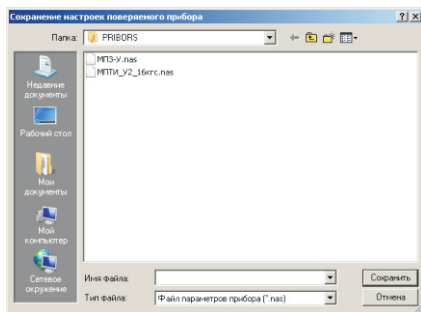 Сохранение настроек поверяемого прибора
Папка: PRIBORS
МПЗ-У.nas
МПТИ_У2_16кгс.nas
Недавние документы
Рабочий стол
Мои документы
Мой компьютер
Сетевое окружение
Имя файла:
Сохранить
Тип файла: Файл параметров прибора (*.nas)
Отмена